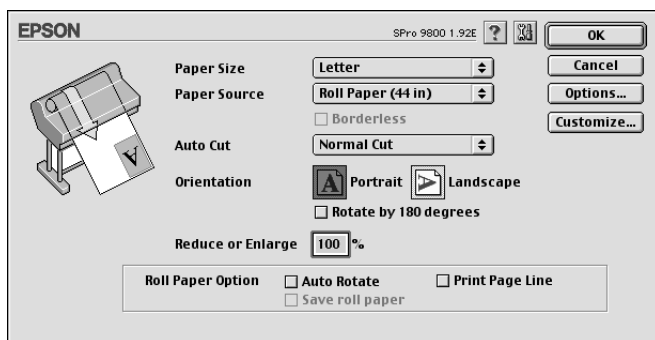 EPSON
SPro 9800 1.92E ?
OK
Paper Size Letter
Cancel
Paper Source Roll Paper (44 in)
Options...
Borderless
Customize...
Auto Cut Normal Cut
Orientation A Portrait A Landscape
Rotate by 180 degrees
Reduce or Enlarge 100 %
Roll Paper Option Auto Rotate Print Page Line
Save roll paper
A